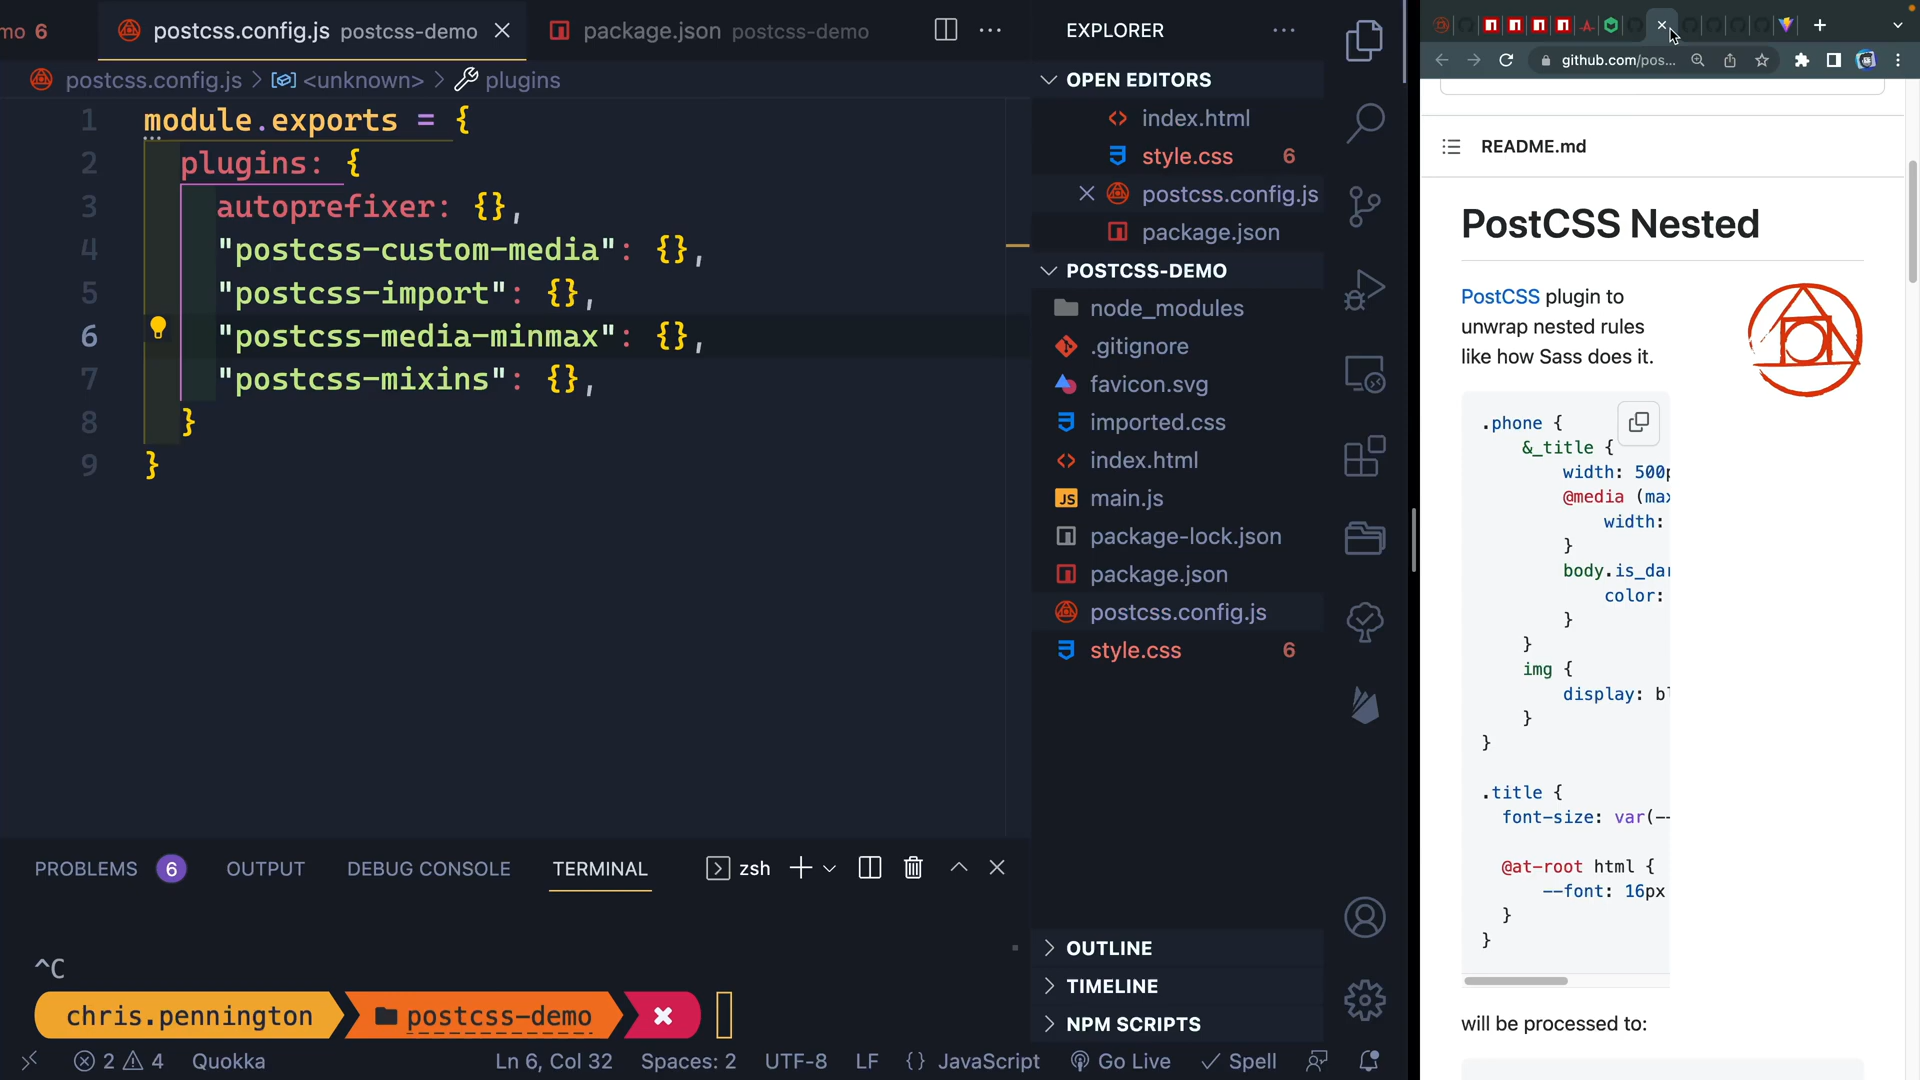 mo 6
postcss.config.js postcss-demo
package.json postcss-demo
postcss.config.js > <unknown> > plugins
1 module.exports = {
2 plugins: {
3 autoprefixer: {},
4 "postcss-custom-media": {},
5 "postcss-import": {},
6 "postcss-media-minmax": {},
7 "postcss-mixins": {},
8 }
9 }
PROBLEMS 6 OUTPUT DEBUG CONSOLE TERMINAL zsh
^C
chris.pennington postcss-demo
2 4 Quokka Ln 6, Col 32 Spaces: 2 UTF-8 LF {} JavaScript Go Live Spell
EXPLORER
OPEN EDITORS
index.html
style.css 6
postcss.config.js
package.json
POSTCSS-DEMO
node_modules
.gitignore
favicon.svg
imported.css
index.html
JS main.js
package-lock.json
package.json
postcss.config.js
style.css 6
OUTLINE
TIMELINE
NPM SCRIPTS
github.com/pos...
README.md
PostCSS Nested
PostCSS plugin to
unwrap nested rules
like how Sass does it.
.phone {
&_title {
width: 500p
@media (max
width:
}
body.is_dar
color:
}
}
img {
display: bl
}
}
.title {
font-size: var(--
@at-root html {
--font: 16px
}
}
will be processed to: